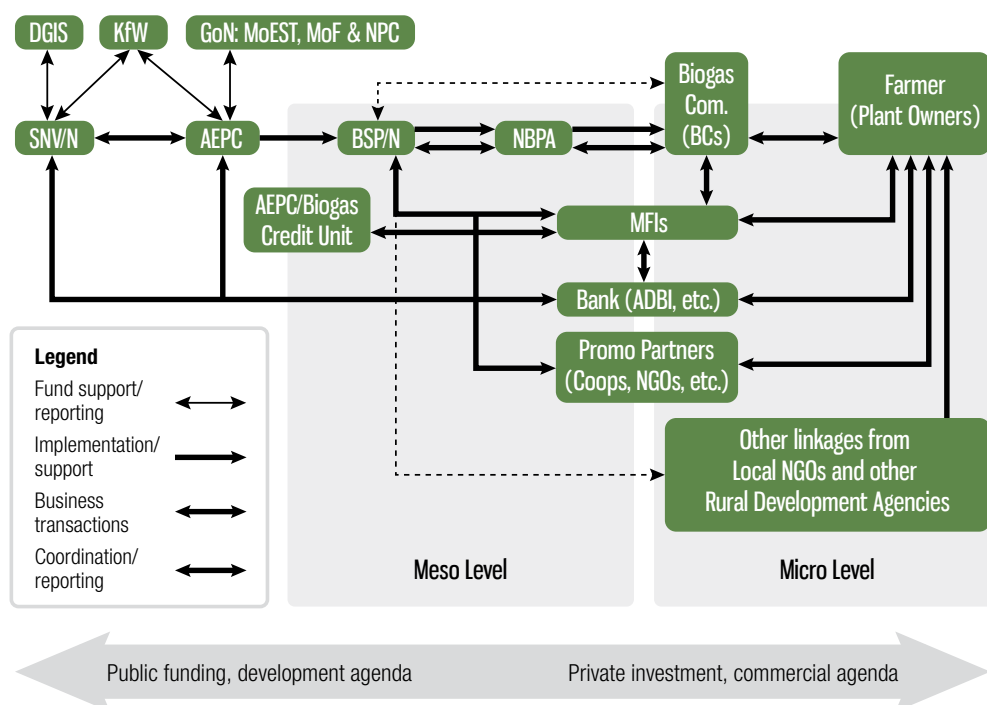 DGIS
KfW
GoN: MoEST, MoF & NPC
Biogas
Com.
(BCs)
Farmer
(Plant Owners)
SNV/N
AEPC
BSP/N
NBPA
AEPC/Biogas
Credit Unit
MFIs
Bank (ADBI, etc.)
Promo Partners
(Coops, NGOs, etc.)
Other linkages from
Local NGOs and other
Rural Development Agencies
Legend
Fund support/
reporting
Implementation/
support
Business
transactions
Coordination/
reporting
Meso Level
Micro Level
Public funding, development agenda
Private investment, commercial agenda